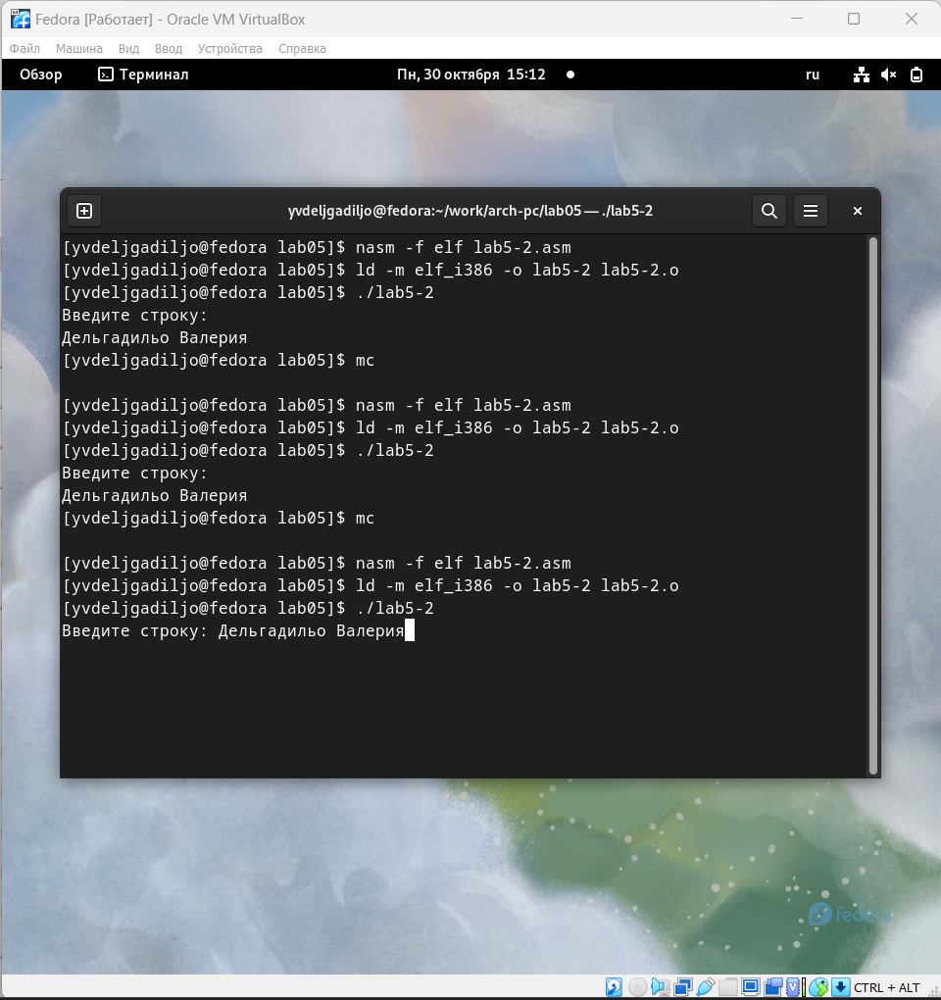 Fedora [Работает] - Oracle VM VirtualBox
Файл Машина Вид Ввод Устройства Справка
Обзор Терминал Пн, 30 октября 15:12 ru
yvdeljgadiljo@fedora:~/work/arch-pc/lab05 — ./lab5-2
[yvdeljgadiljo@fedora lab05]$ nasm -f elf lab5-2.asm
[yvdeljgadiljo@fedora lab05]$ ld -m elf_i386 -o lab5-2 lab5-2.o
[yvdeljgadiljo@fedora lab05]$ ./lab5-2
Введите строку:
Дельгадильо Валерия
[yvdeljgadiljo@fedora lab05]$ mc
[yvdeljgadiljo@fedora lab05]$ nasm -f elf lab5-2.asm
[yvdeljgadiljo@fedora lab05]$ ld -m elf_i386 -o lab5-2 lab5-2.o
[yvdeljgadiljo@fedora lab05]$ ./lab5-2
Введите строку:
Дельгадильо Валерия
[yvdeljgadiljo@fedora lab05]$ mc
[yvdeljgadiljo@fedora lab05]$ nasm -f elf lab5-2.asm
[yvdeljgadiljo@fedora lab05]$ ld -m elf_i386 -o lab5-2 lab5-2.o
[yvdeljgadiljo@fedora lab05]$ ./lab5-2
Введите строку: Дельгадильо Валерия
fedora
CTRL + ALT